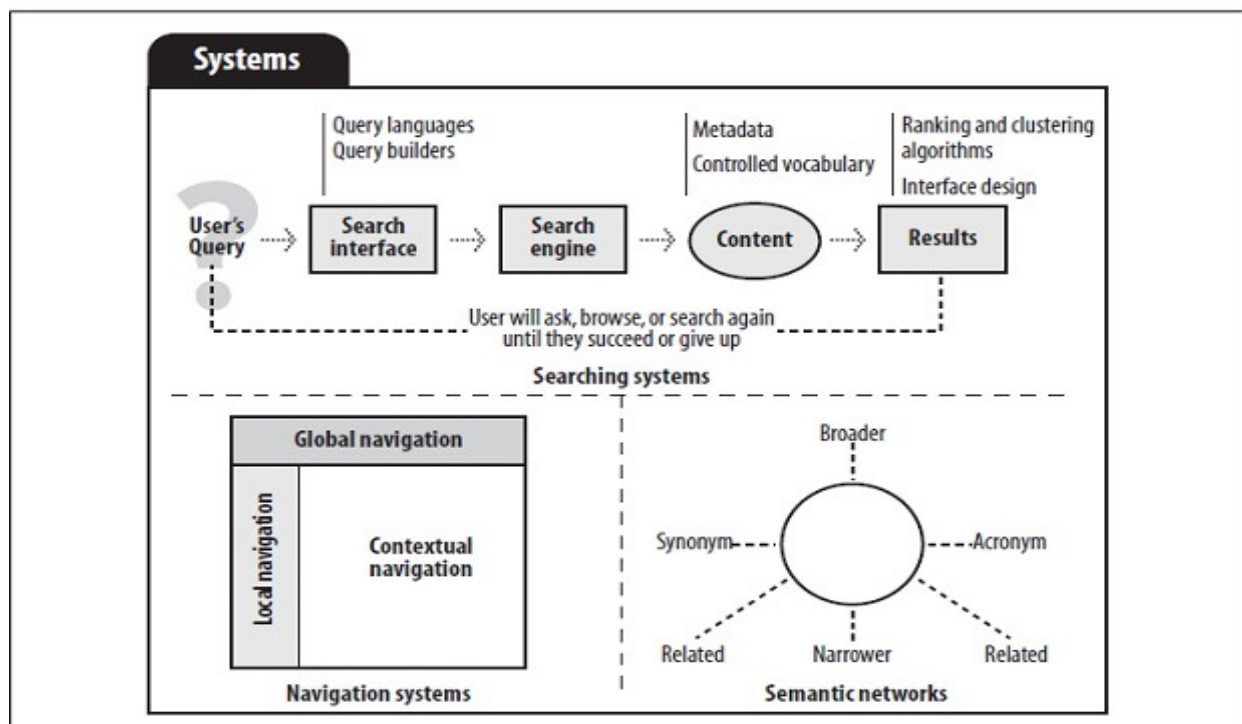 Systems
Query languages
Query builders
Metadata
Controlled vocabulary
Ranking and clustering
algorithms
Interface design
?
User's
Query
Search
interface
Search
engine
Content
Results
User will ask, browse, or search again
until they succeed or give up
Searching systems
Global navigation
Local navigation
Contextual
navigation
Navigation systems
Broader
Synonym
Acronym
Related
Narrower
Related
Semantic networks